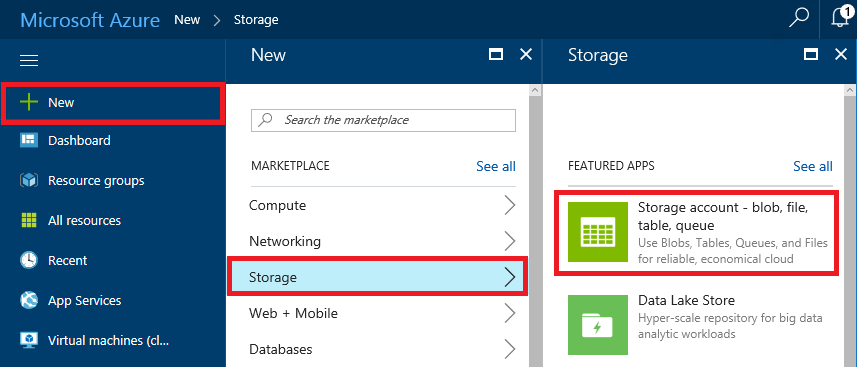 Microsoft Azure New > Storage
1
New
Dashboard
Resource groups
All resources
Recent
App Services
Virtual machines (cl...
New
Search the marketplace
MARKETPLACE See all
Compute
Networking
Storage
Web + Mobile
Databases
Storage
FEATURED APPS See all
Storage account - blob, file,
table, queue
Use Blobs, Tables, Queues, and Files
for reliable, economical cloud
Data Lake Store
Hyper-scale repository for big data
analytic workloads